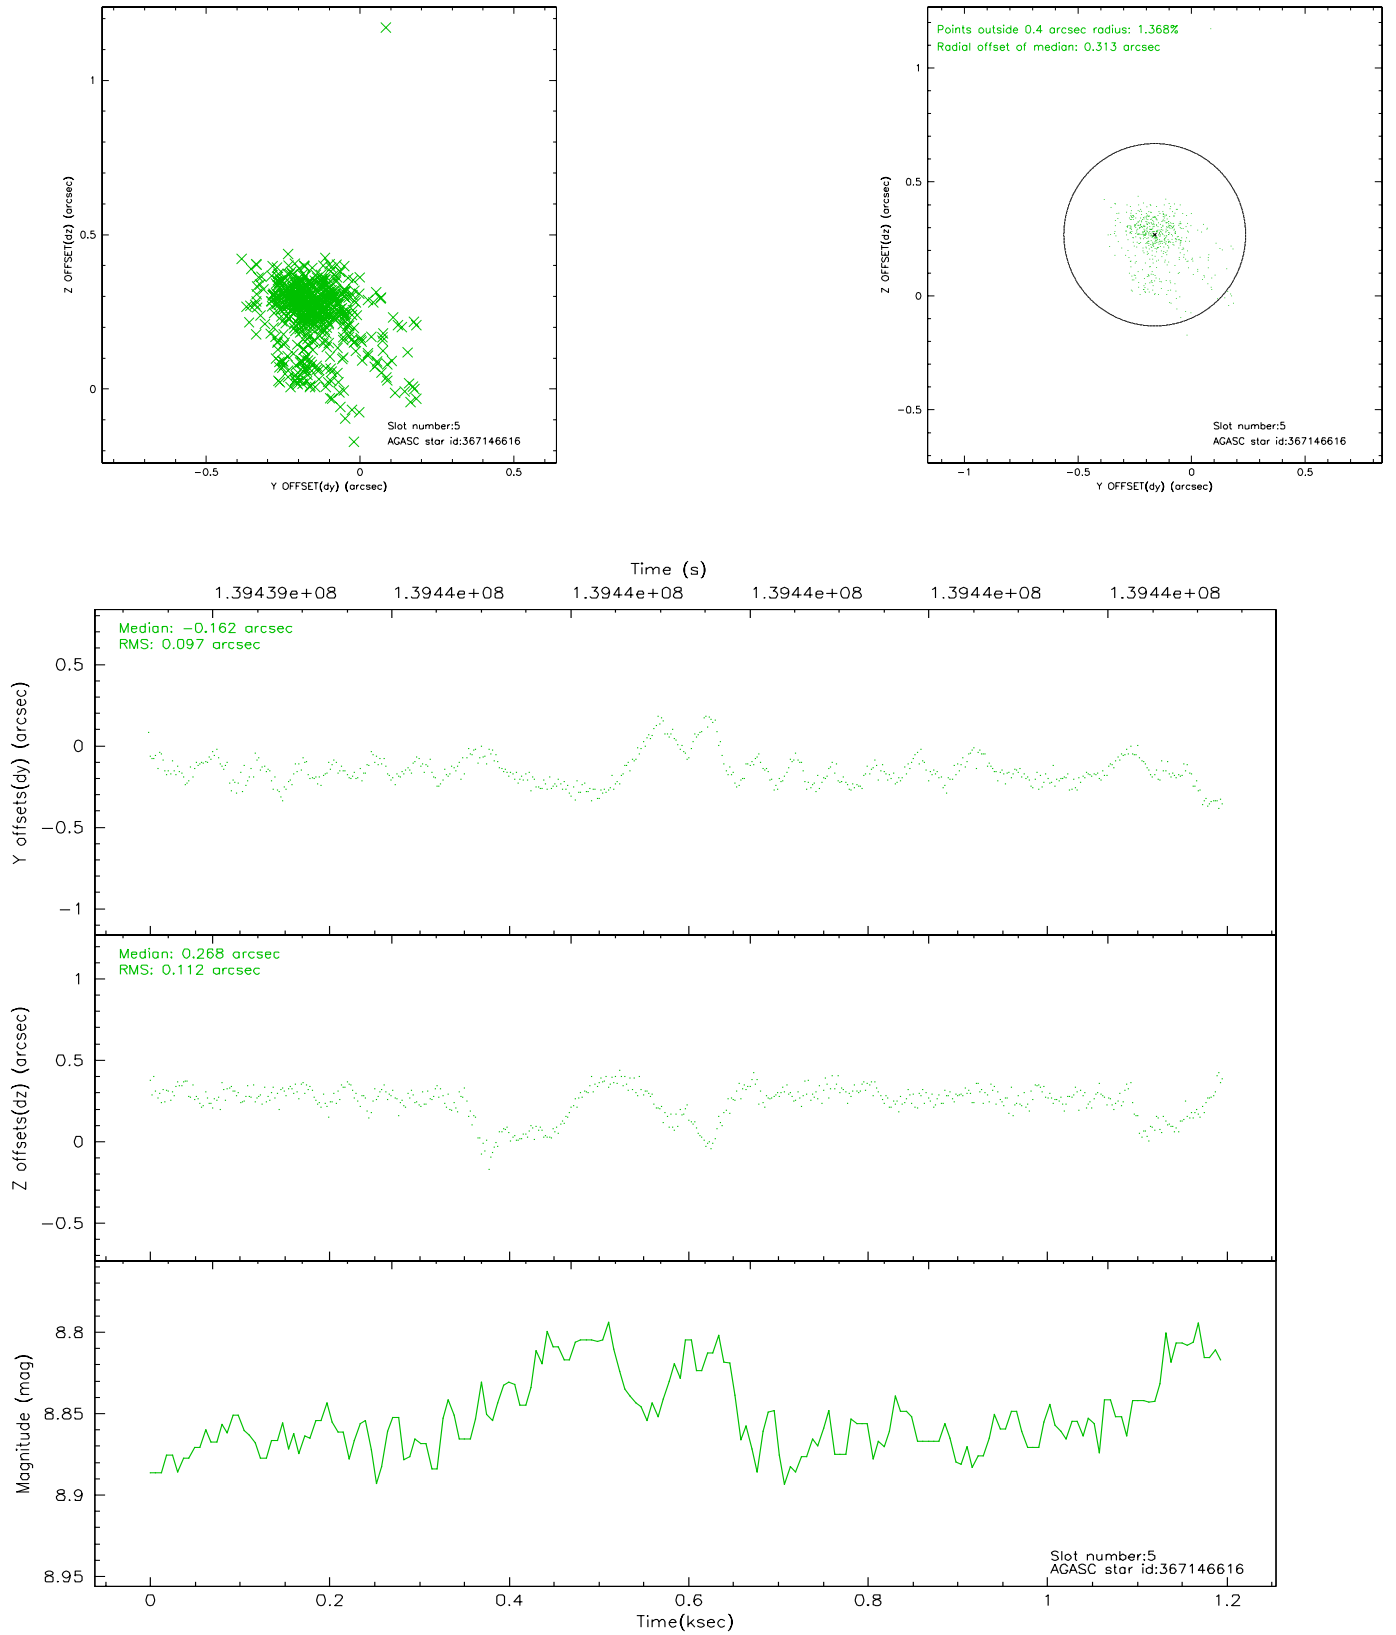 1
0.5
0
Z OFFSET(dz) (arcsec)
Slot number:5
AGASC star id:367146616
−0.5 0 0.5
Y OFFSET(dy) (arcsec)
Points outside 0.4 arcsec radius: 1.368%
Radial offset of median: 0.313 arcsec
1
0.5
0
−0.5
Z OFFSET(dz) (arcsec)
Slot number:5
AGASC star id:367146616
−1 −0.5 0 0.5
Y OFFSET(dy) (arcsec)
Time (s)
1.39439e+08 1.3944e+08 1.3944e+08 1.3944e+08 1.3944e+08 1.3944e+08
Median: −0.162 arcsec
RMS: 0.097 arcsec
0.5
0
−0.5
−1
Y offsets(dy) (arcsec)
Median: 0.268 arcsec
RMS: 0.112 arcsec
1
0.5
0
−0.5
Z offsets(dz) (arcsec)
8.8
8.85
8.9
8.95
Magnitude (mag)
Slot number:5
AGASC star id:367146616
0 0.2 0.4 0.6 0.8 1 1.2
Time(ksec)